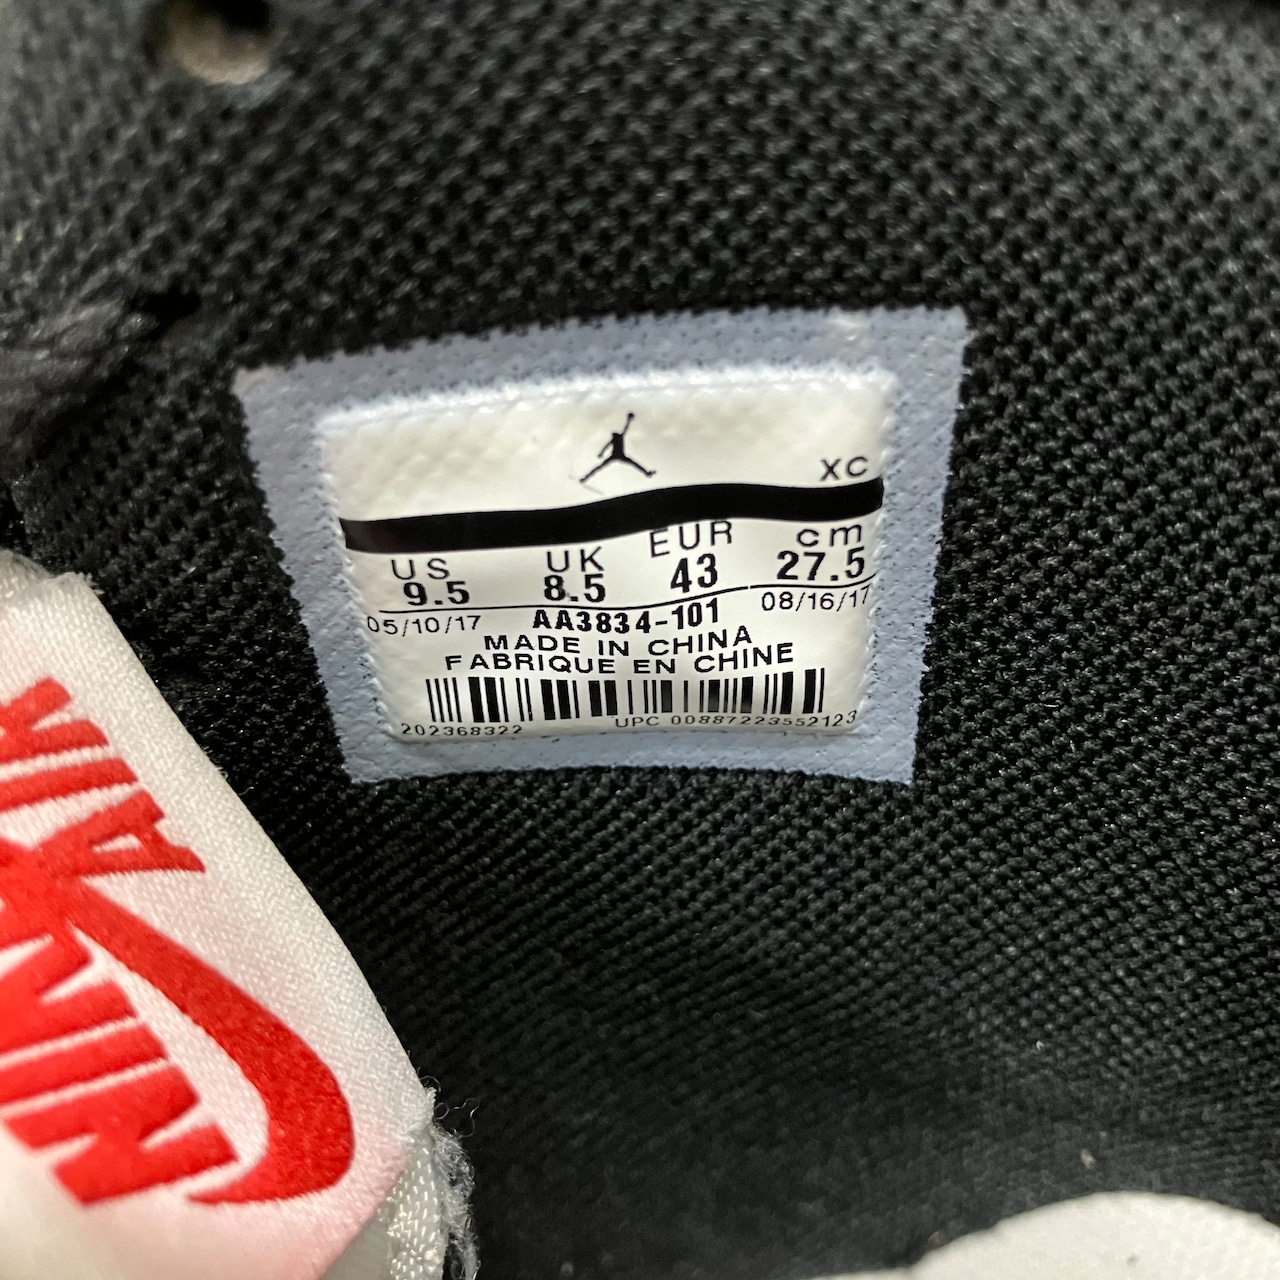 XC
US UK EUR cm
9.5 8.5 43 27.5
05/10/17 AA3834-101 08/16/17
MADE IN CHINA
FABRIQUE EN CHINE
202368322 UPC 00887223552123
AIR
NIKE